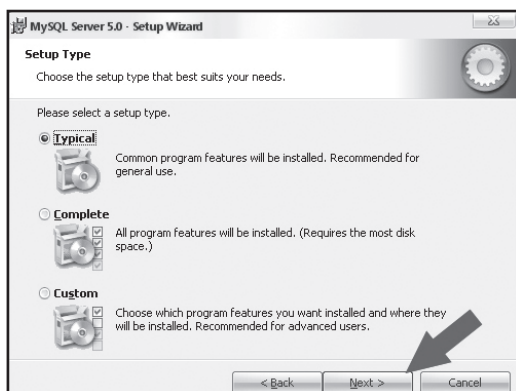 MySQL Server 5.0 - Setup Wizard
Setup Type
Choose the setup type that best suits your needs.
Please select a setup type.
Typical
Common program features will be installed. Recommended for
general use.
Complete
All program features will be installed. (Requires the most disk
space.)
Custom
Choose which program features you want installed and where they
will be installed. Recommended for advanced users.
< Back
Next >
Cancel